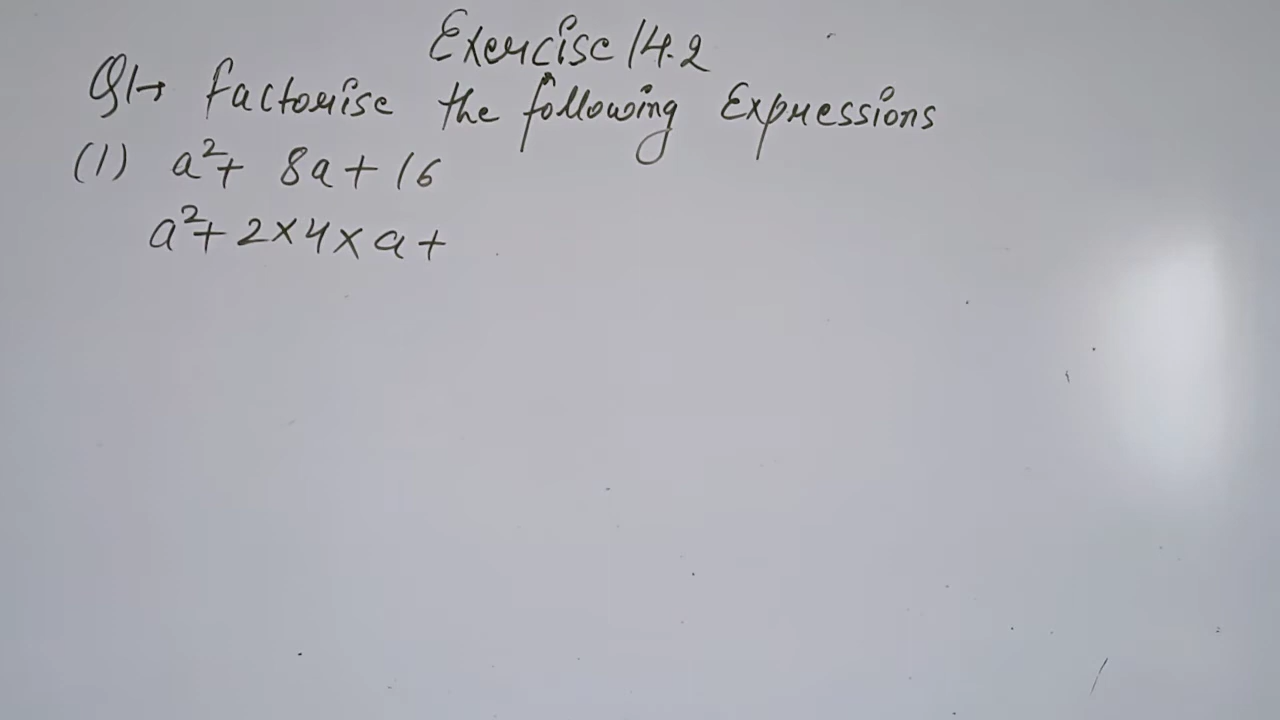 Exercise 14.2
Q1→ Factorise the following Expressions
(1) a²+ 8a + 16
a²+ 2×4×a+